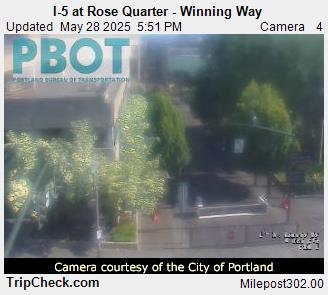 I-5 at Rose Quarter - Winning Way
Updated May 28 2025 5:51 PM Camera 4
PBOT
PORTLAND BUREAU OF TRANSPORTATION
Camera courtesy of the City of Portland
TripCheck.com Milepost302.00